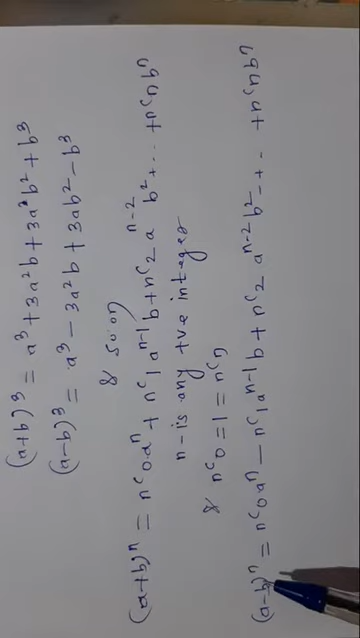 (a+b)³ = a³ + 3a²b + 3a²b² + b³
(a-b)³ = a³ - 3a²b + 3ab² - b³
& so on
(a+b)ⁿ = nC₀aⁿ + nC₁aⁿ⁻¹b + nC₂aⁿ⁻²b² + ... + nCₙbⁿ
n-is any +ve integer
& nC₀ = 1 = nCₙ
(a-b)ⁿ = nC₀aⁿ - nC₁aⁿ⁻¹b + nC₂aⁿ⁻²b² - + .. + nCₙbⁿ